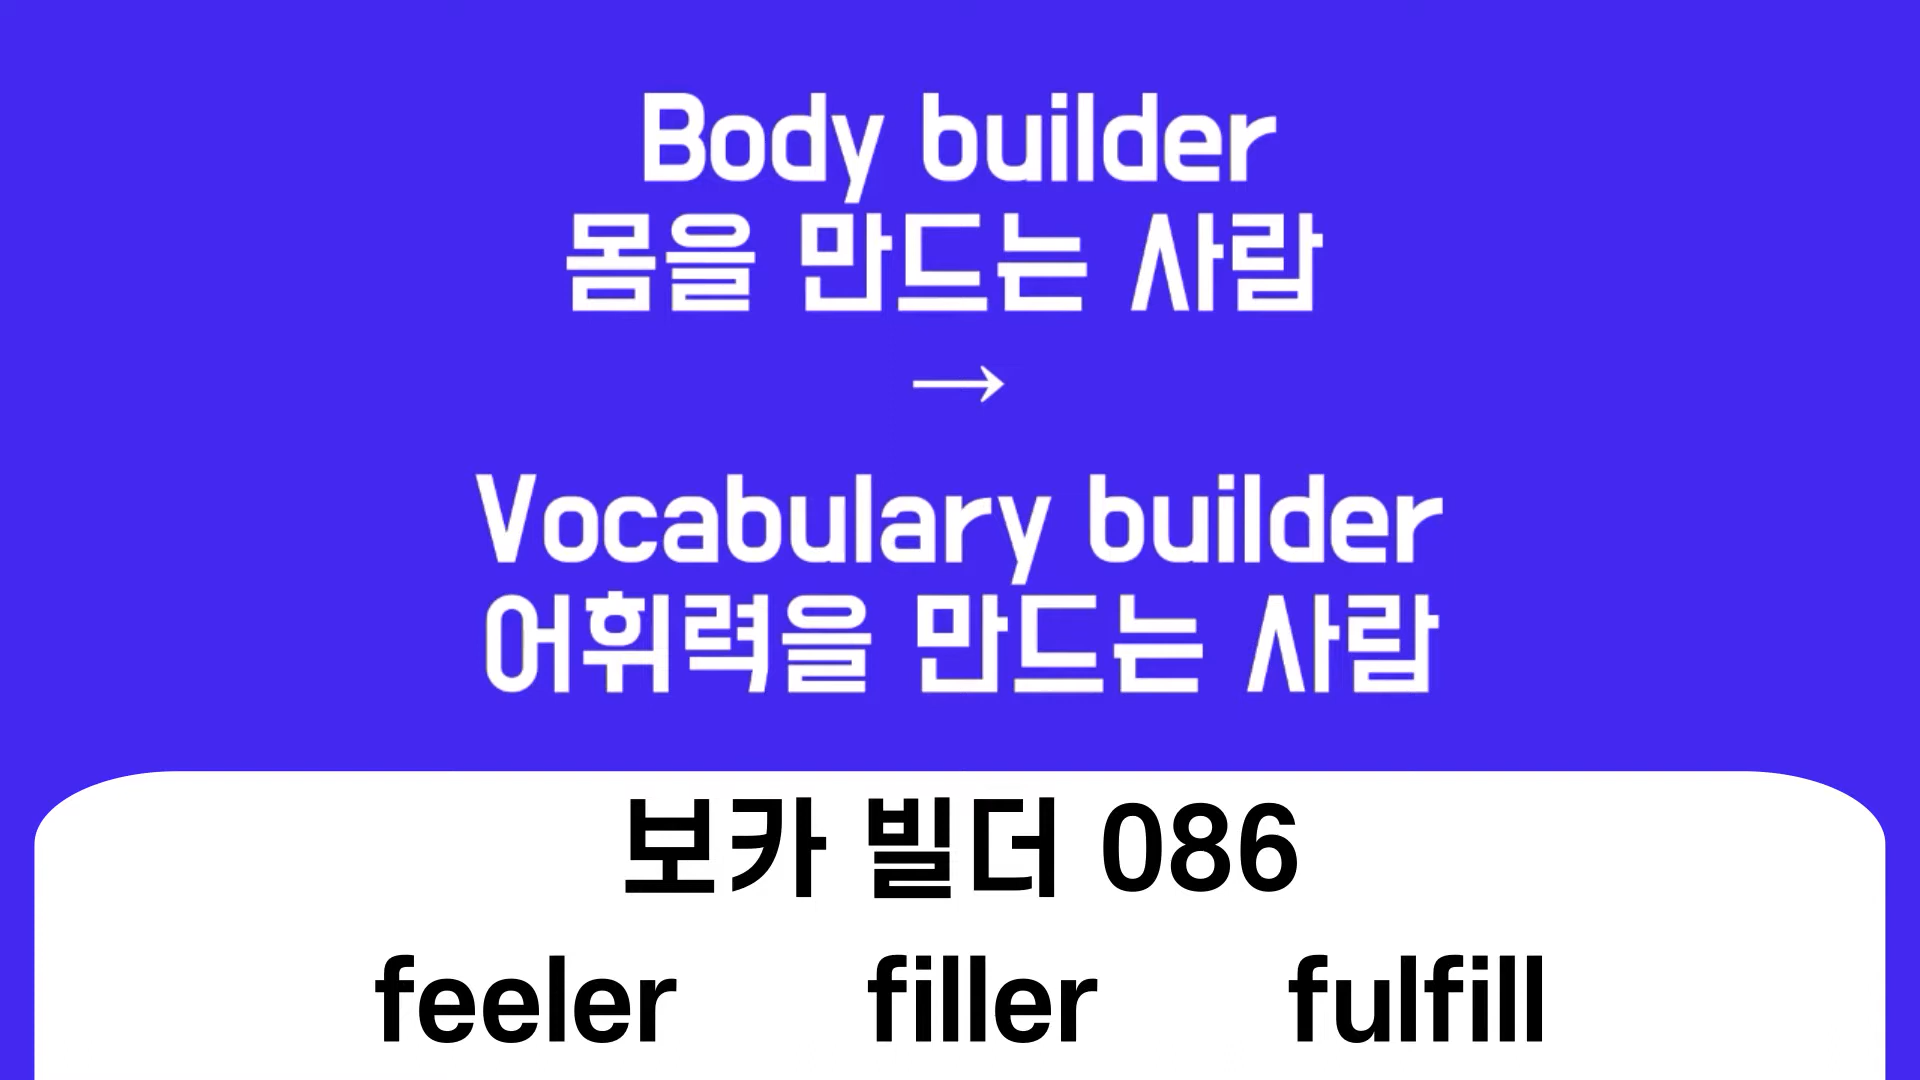 Body builder
몸을 만드는 사람
→
Vocabulary builder
어휘력을 만드는 사람
보카 빌더 086
feeler filler fulfill